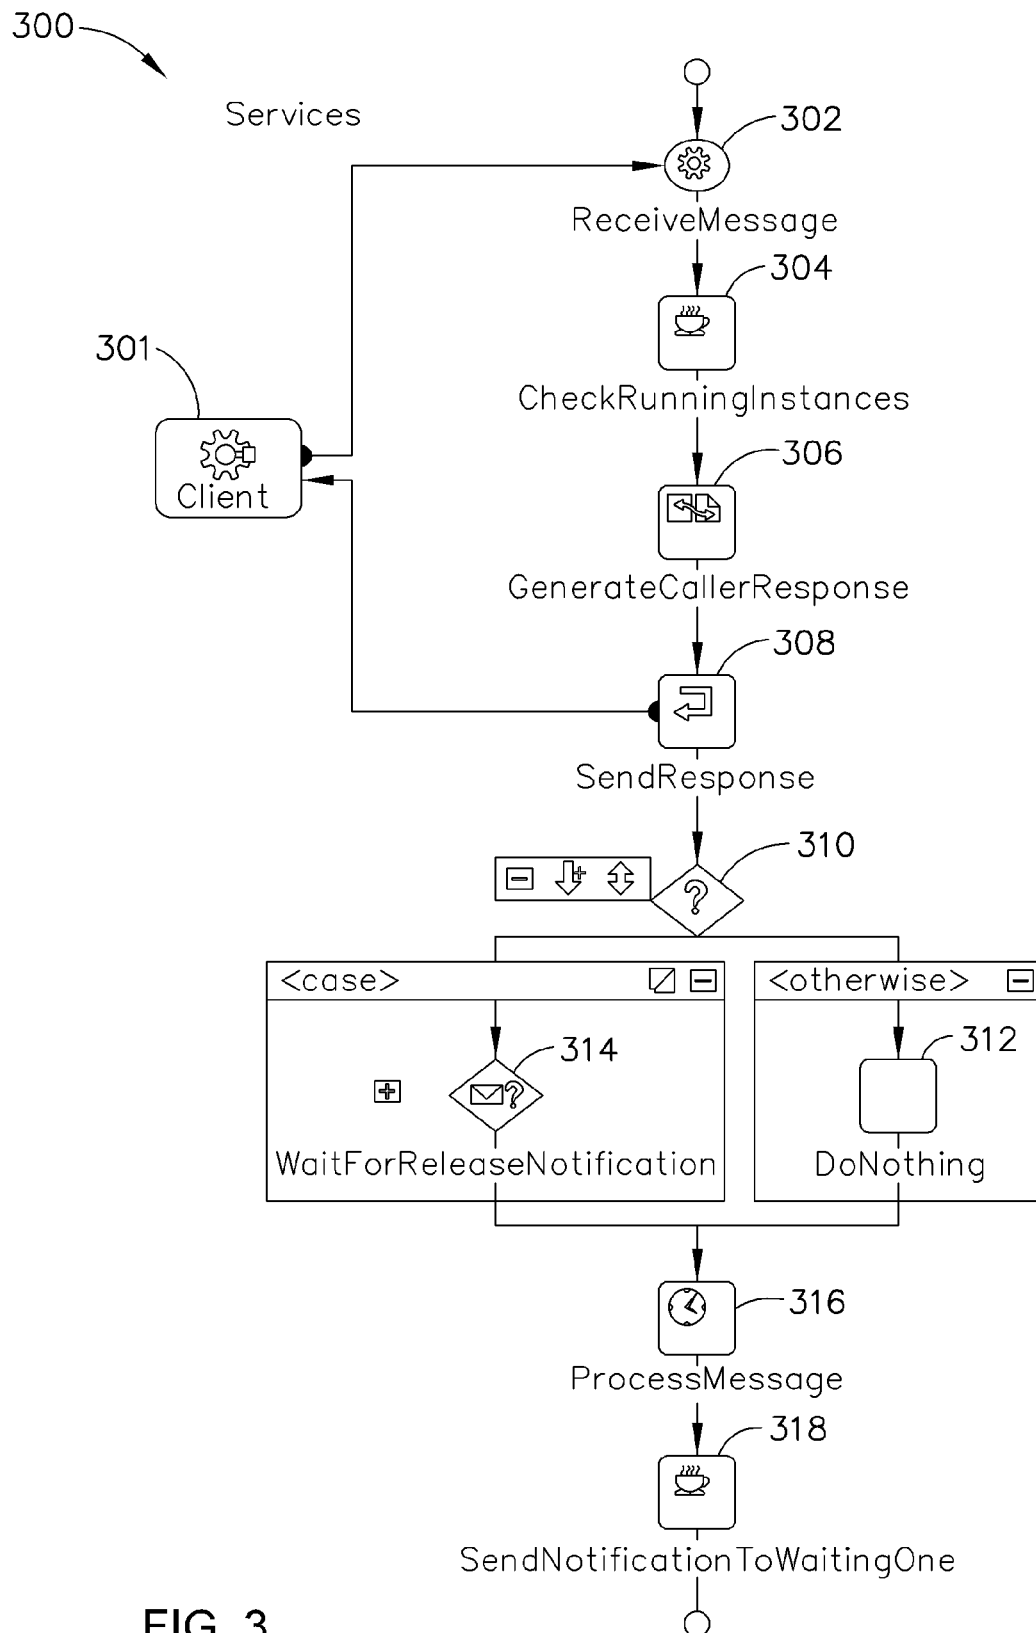 300
Services
302
ReceiveMessage
304
CheckRunningInstances
301
Client
306
GenerateCallerResponse
308
SendResponse
310
?
<case>
<otherwise>
314
?
312
WaitForReleaseNotification
DoNothing
316
ProcessMessage
318
SendNotificationToWaitingOne
FIG. 3